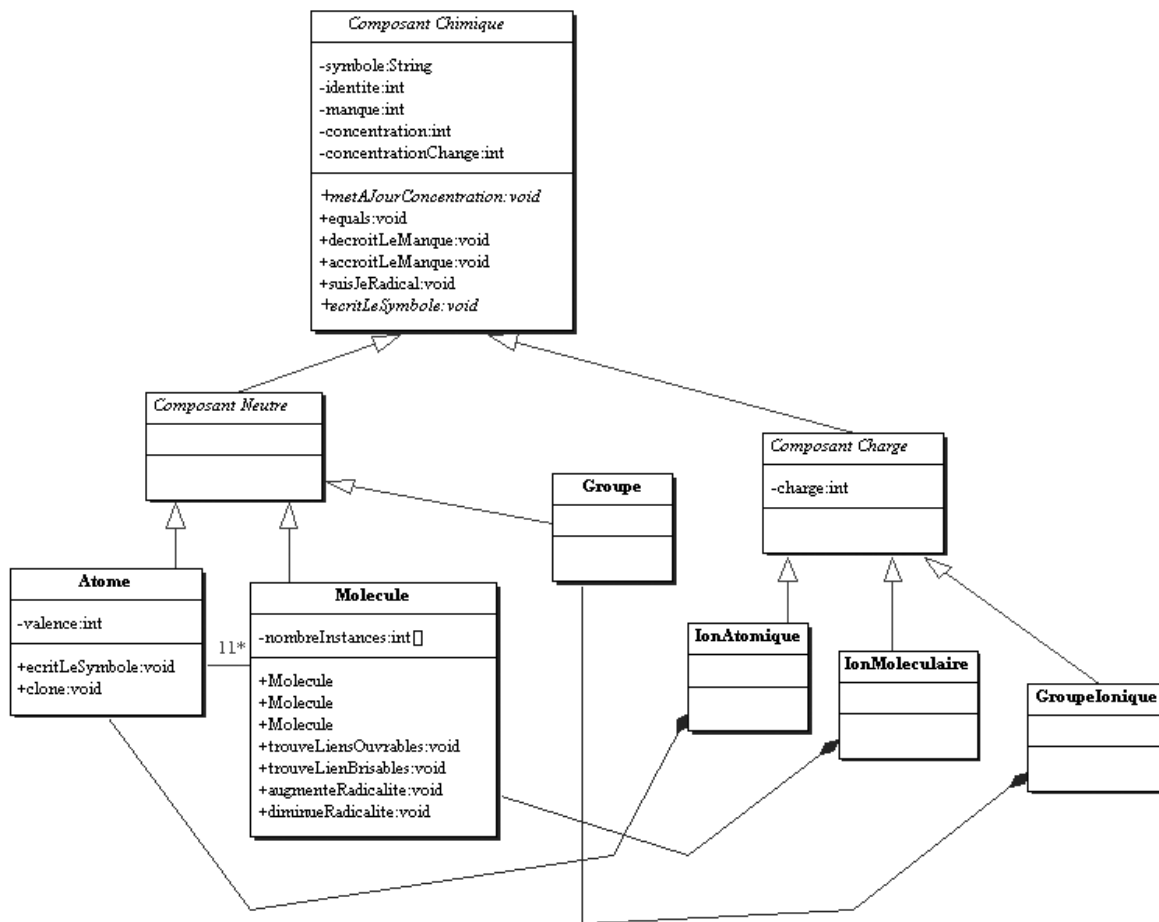 Composant Chimique
-symbole:String
-identite:int
-manque:int
-concentration:int
-concentrationChange:int
+metAJourConcentration:void
+equals:void
+decroitLeManque:void
+accroitLeManque:void
+suisJeRadical:void
+ecritLeSymbole:void
Composant Neutre
Composant Charge
-charge:int
Groupe
Atome
-valence:int
+ecritLeSymbole:void
+clone:void
11*
Molecule
-nombreInstances:int[]
+Molecule
+Molecule
+Molecule
+trouveLiensOuvrables:void
+trouveLienBrisables:void
+augmenteRadicalite:void
+diminueRadicalite:void
IonAtomique
IonMoleculaire
GroupeIonique